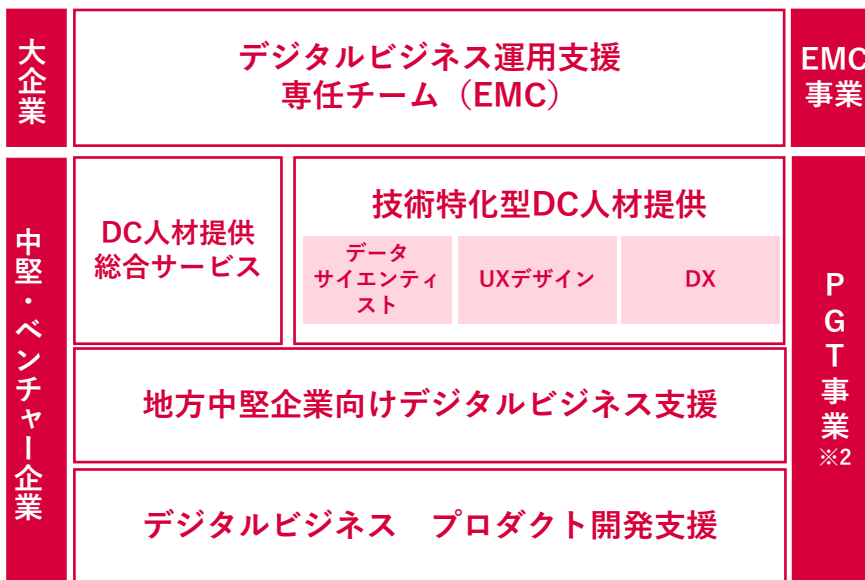 大企業
デジタルビジネス運用支援
専任チーム（EMC）
EMC
事業
中堅・ベンチャー企業
DC人材提供
総合サービス
技術特化型DC人材提供
データ
サイエンティ
スト
UXデザイン
DX
地方中堅企業向けデジタルビジネス支援
デジタルビジネス　プロダクト開発支援
PGT事業
※2